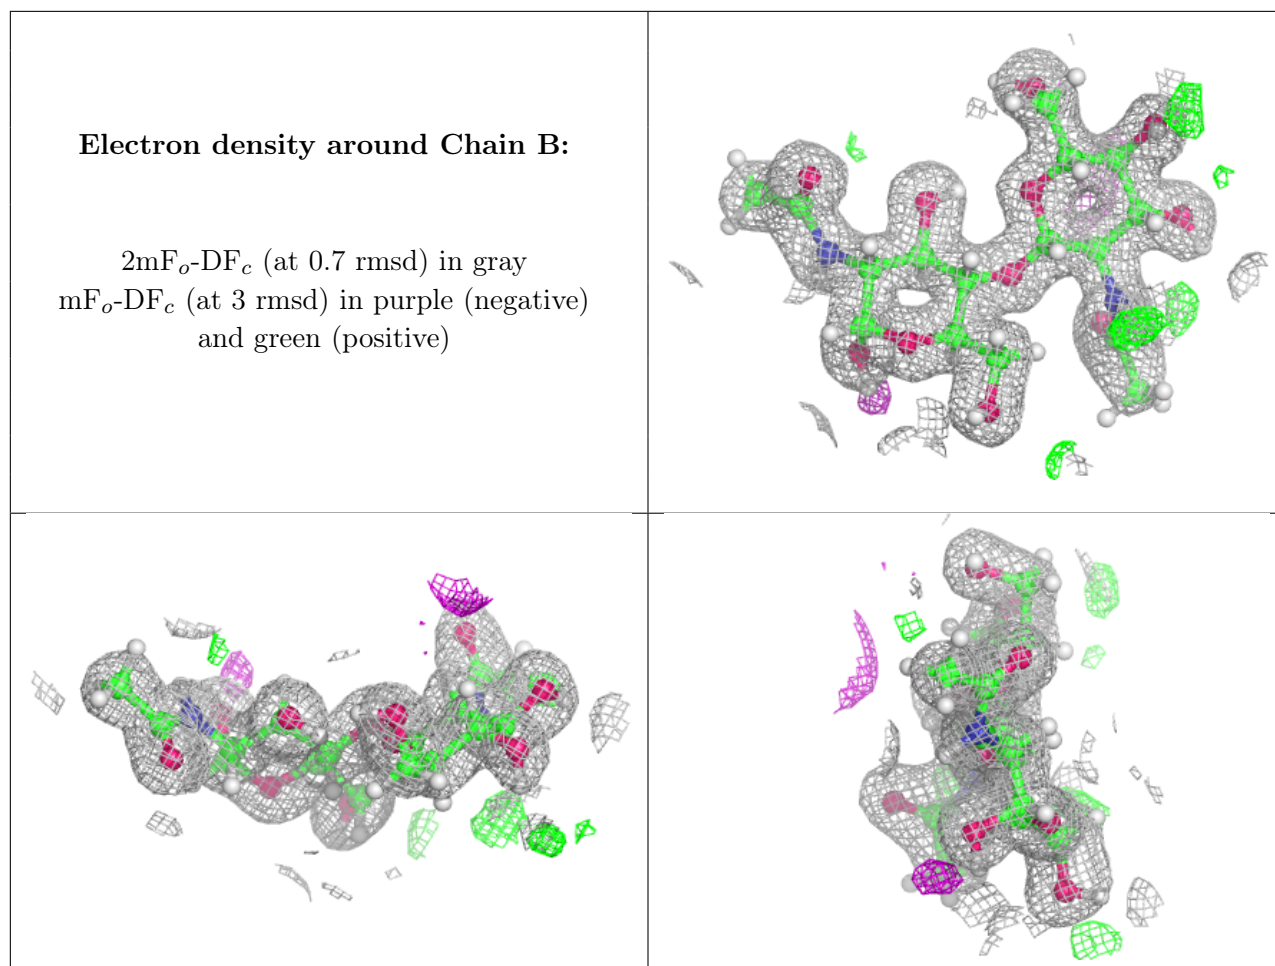 Electron density around Chain B:
2mFo-DFc (at 0.7 rmsd) in gray
mFo-DFc (at 3 rmsd) in purple (negative)
and green (positive)